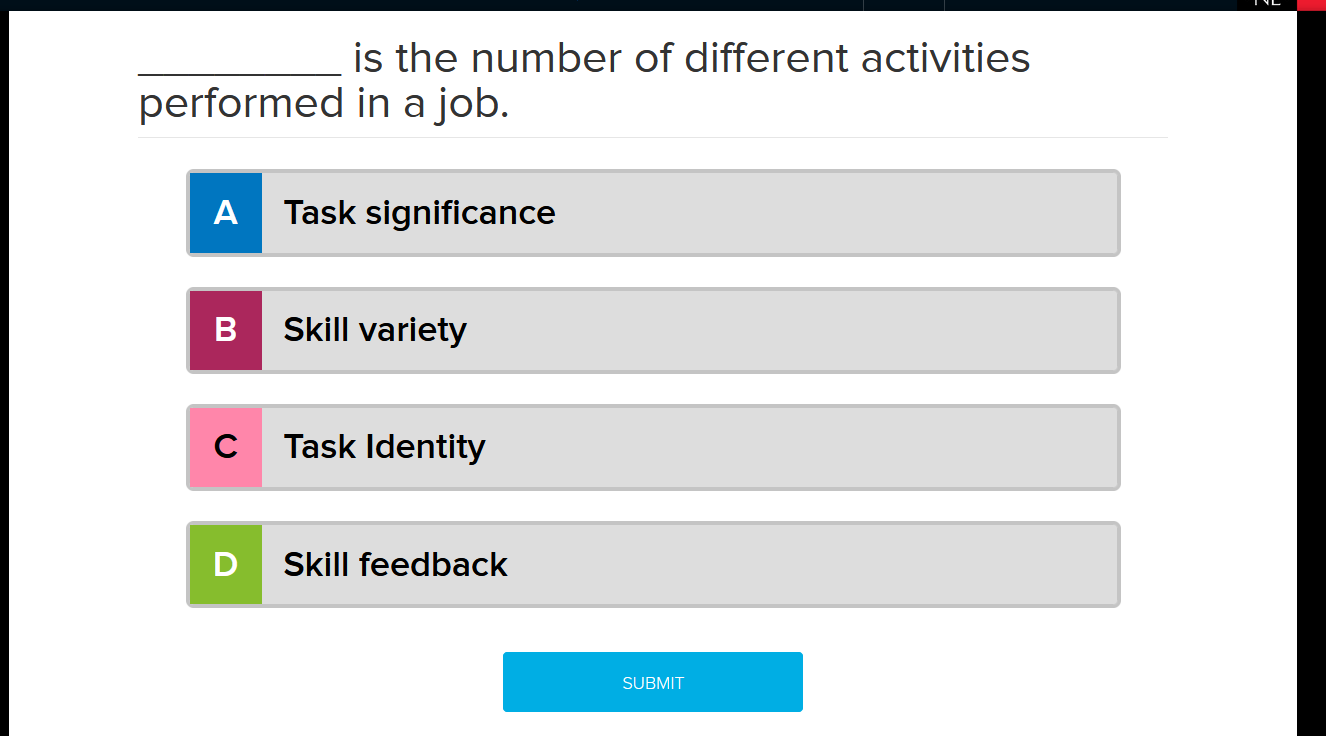 __________ is the number of different activities
performed in a job.
A Task significance
B Skill variety
C Task Identity
D Skill feedback
SUBMIT